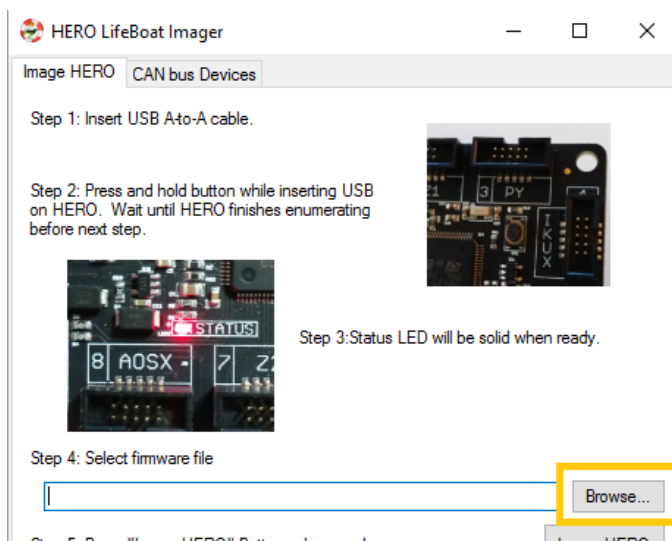 HERO LifeBoat Imager
Image HERO
CAN bus Devices
Step 1: Insert USB A-to-A cable.
Step 2: Press and hold button while inserting USB
on HERO. Wait until HERO finishes enumerating
before next step.
3 PY
IKUX
STATUS
8 AOSX
7
Step 3:Status LED will be solid when ready.
Step 4: Select firmware file
Browse...